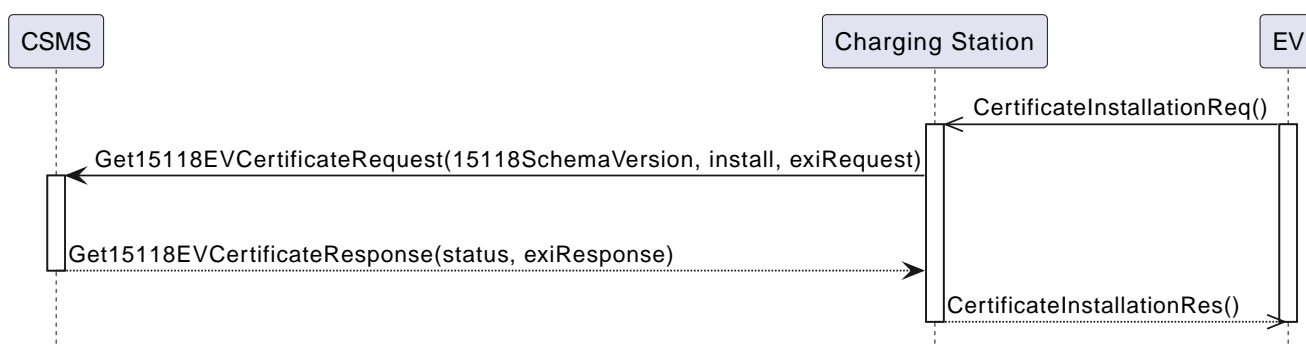 CSMS
Charging Station
EV
CertificateInstallationReq()
Get15118EVCertificateRequest(15118SchemaVersion, install, exiRequest)
Get15118EVCertificateResponse(status, exiResponse)
CertificateInstallationRes()